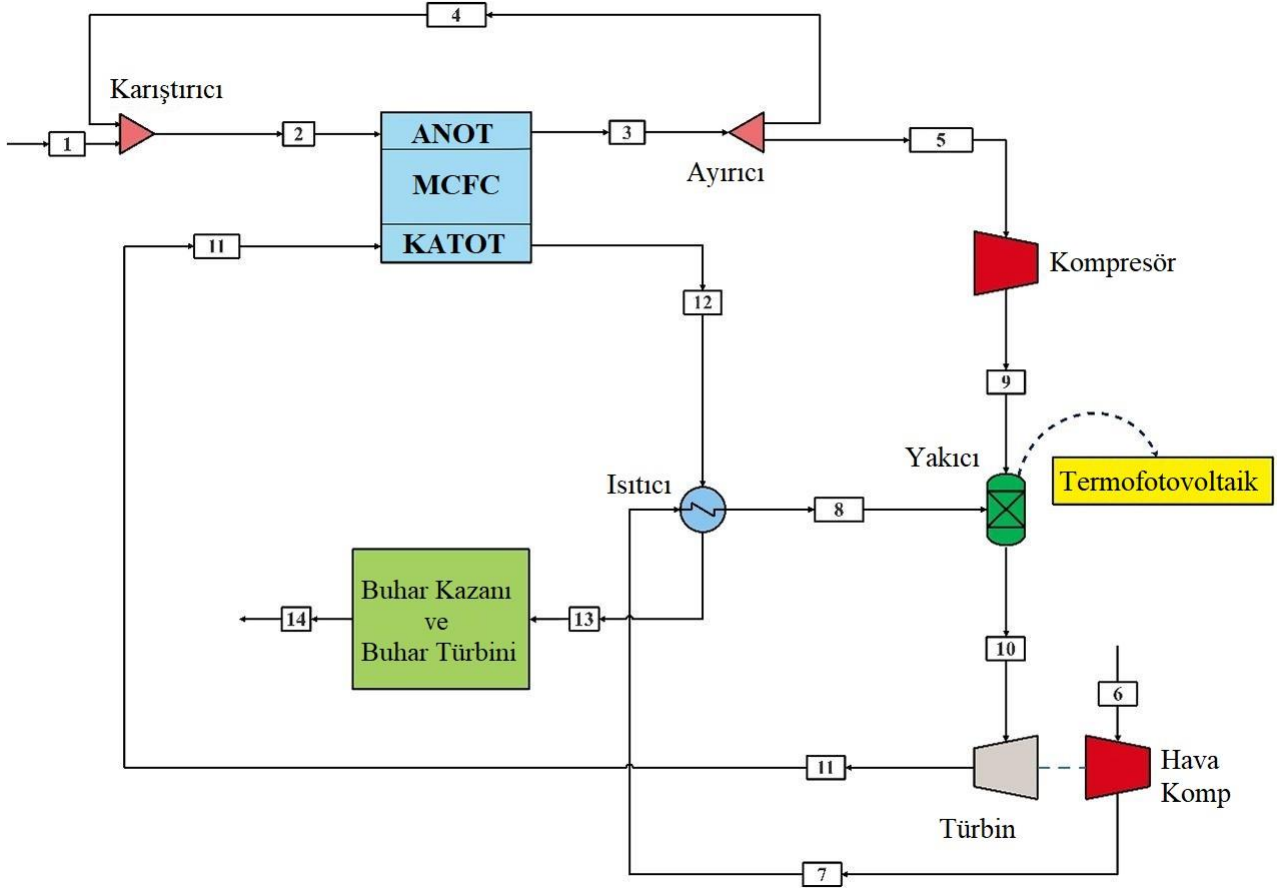 4
Karıştırıcı
1
2
ANOT
3
5
Ayırıcı
MCFC
11
KATOT
Kompresör
12
9
Yakıcı
Termofotovoltaik
Isıtıcı
8
Buhar Kazanı
ve
Buhar Türbini
14
13
10
6
11
Hava
Komp
Türbin
7